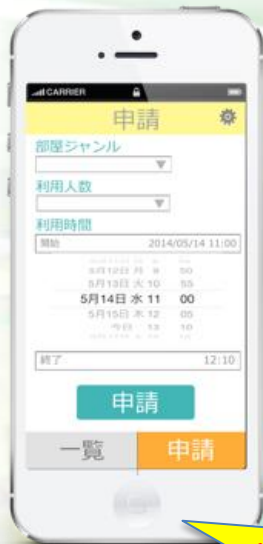 CARRIER
申請
部屋ジャンル
利用人数
利用時間
開始 2014/05/14 11:00
5月12日 月 9 50
5月13日 火 10 55
5月14日 水 11 00
5月15日 木 12 05
今日 13 10
終了 12:10
申請
一覧 申請